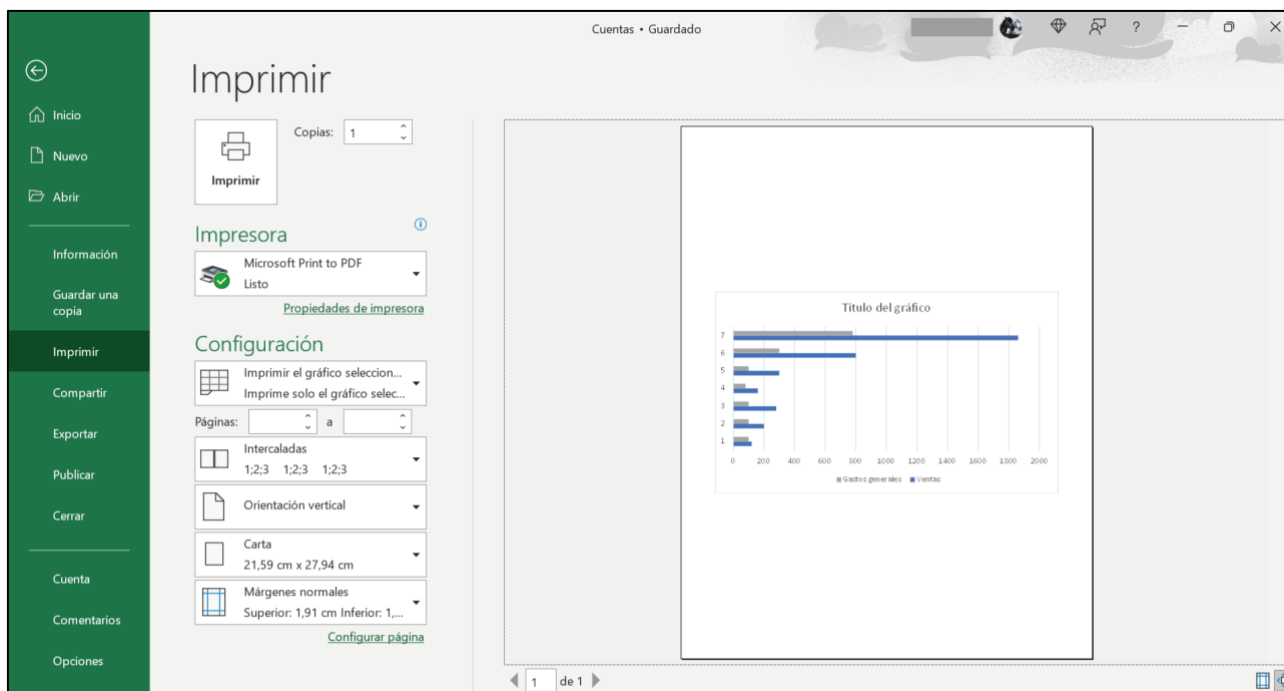 Cuentas • Guardado
?
Imprimir
Inicio
Nuevo
Abrir
Información
Guardar una
copia
Imprimir
Compartir
Exportar
Publicar
Cerrar
Cuenta
Comentarios
Opciones
Imprimir
Copias: 1
Impresora
Microsoft Print to PDF
Listo
Propiedades de impresora
Configuración
Imprimir el gráfico seleccion...
Imprime solo el gráfico selec...
Páginas: a
Intercaladas
1;2;3 1;2;3 1;2;3
Orientación vertical
Carta
21,59 cm x 27,94 cm
Márgenes normales
Superior: 1,91 cm Inferior: 1,...
Configurar página
Título del gráfico
7
6
5
4
3
2
1
0 200 400 600 800 1000 1200 1400 1600 1800 2000
Gastos generales Ventas
1 de 1